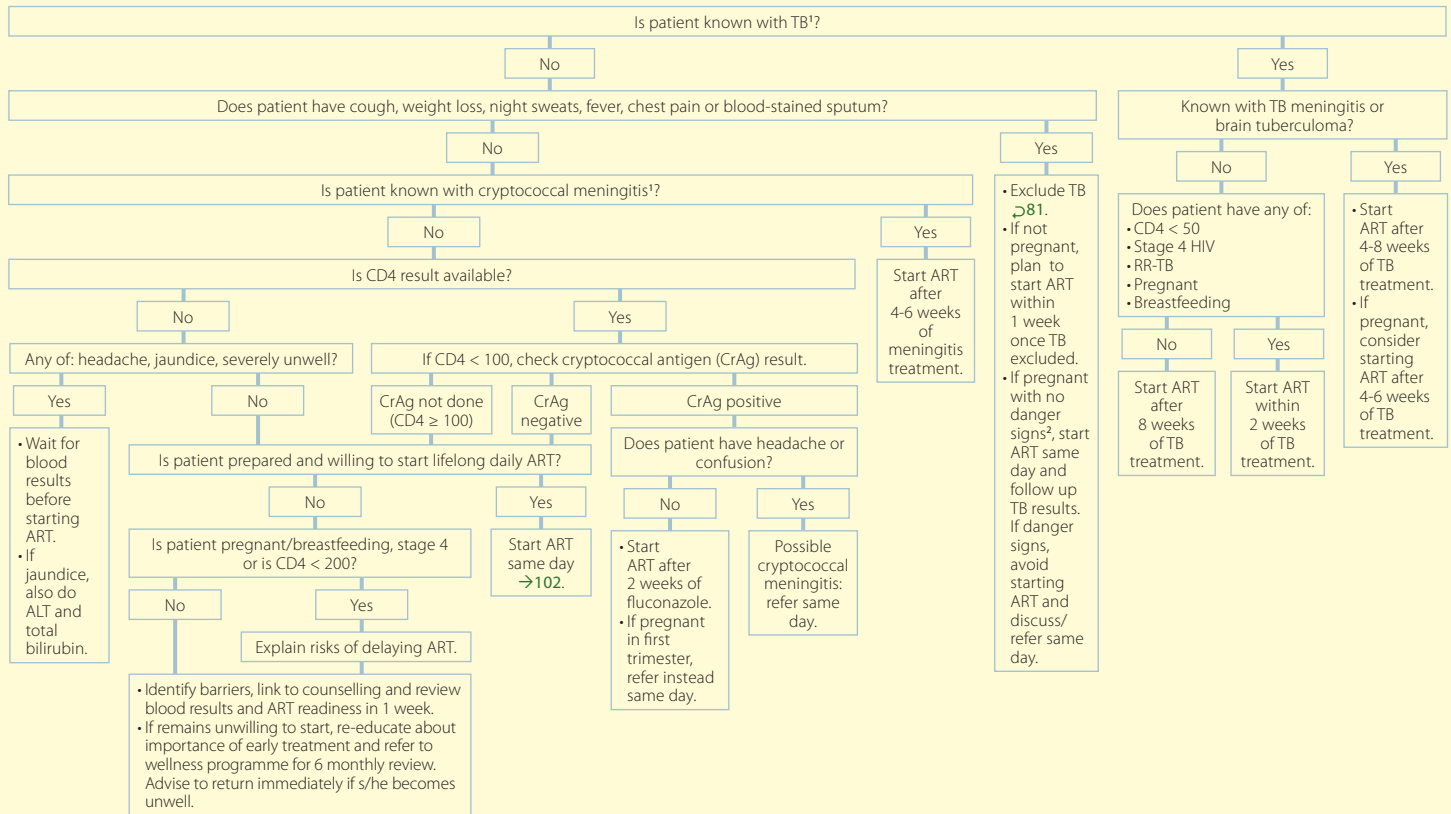 Is patient known with TB¹?
No
Yes
Does patient have cough, weight loss, night sweats, fever, chest pain or blood-stained sputum?
Known with TB meningitis or
brain tuberculoma?
No
Yes
No
Yes
Is patient known with cryptococcal meningitis¹?
• Exclude TB
⮌81.
• If not
pregnant,
plan to
start ART
within
1 week
once TB
excluded.
• If pregnant
with no
danger
signs², start
ART same
day and
follow up
TB results.
If danger
signs,
avoid
starting
ART and
discuss/
refer same
day.
Does patient have any of:
• CD4 < 50
• Stage 4 HIV
• RR-TB
• Pregnant
• Breastfeeding
• Start
ART after
4-8 weeks
of TB
treatment.
• If
pregnant,
consider
starting
ART after
4-6 weeks
of TB
treatment.
No
Yes
Start ART
after
8 weeks
of TB
treatment.
Start ART
within
2 weeks
of TB
treatment.
No
Yes
Is CD4 result available?
Start ART
after
4-6 weeks
of
meningitis
treatment.
No
Yes
Any of: headache, jaundice, severely unwell?
If CD4 < 100, check cryptococcal antigen (CrAg) result.
Yes
No
CrAg not done
(CD4 ≥ 100)
CrAg
negative
CrAg positive
• Wait for
blood
results
before
starting
ART.
• If
jaundice,
also do
ALT and
total
bilirubin.
Is patient prepared and willing to start lifelong daily ART?
Does patient have headache or
confusion?
No
Yes
No
Yes
Is patient pregnant/breastfeeding, stage 4
or is CD4 < 200?
Start ART
same day
→102.
• Start
ART after
2 weeks of
fluconazole.
• If pregnant
in first
trimester,
refer instead
same day.
Possible
cryptococcal
meningitis:
refer same
day.
No
Yes
Explain risks of delaying ART.
• Identify barriers, link to counselling and review
blood results and ART readiness in 1 week.
• If remains unwilling to start, re-educate about
importance of early treatment and refer to
wellness programme for 6 monthly review.
Advise to return immediately if s/he becomes
unwell.